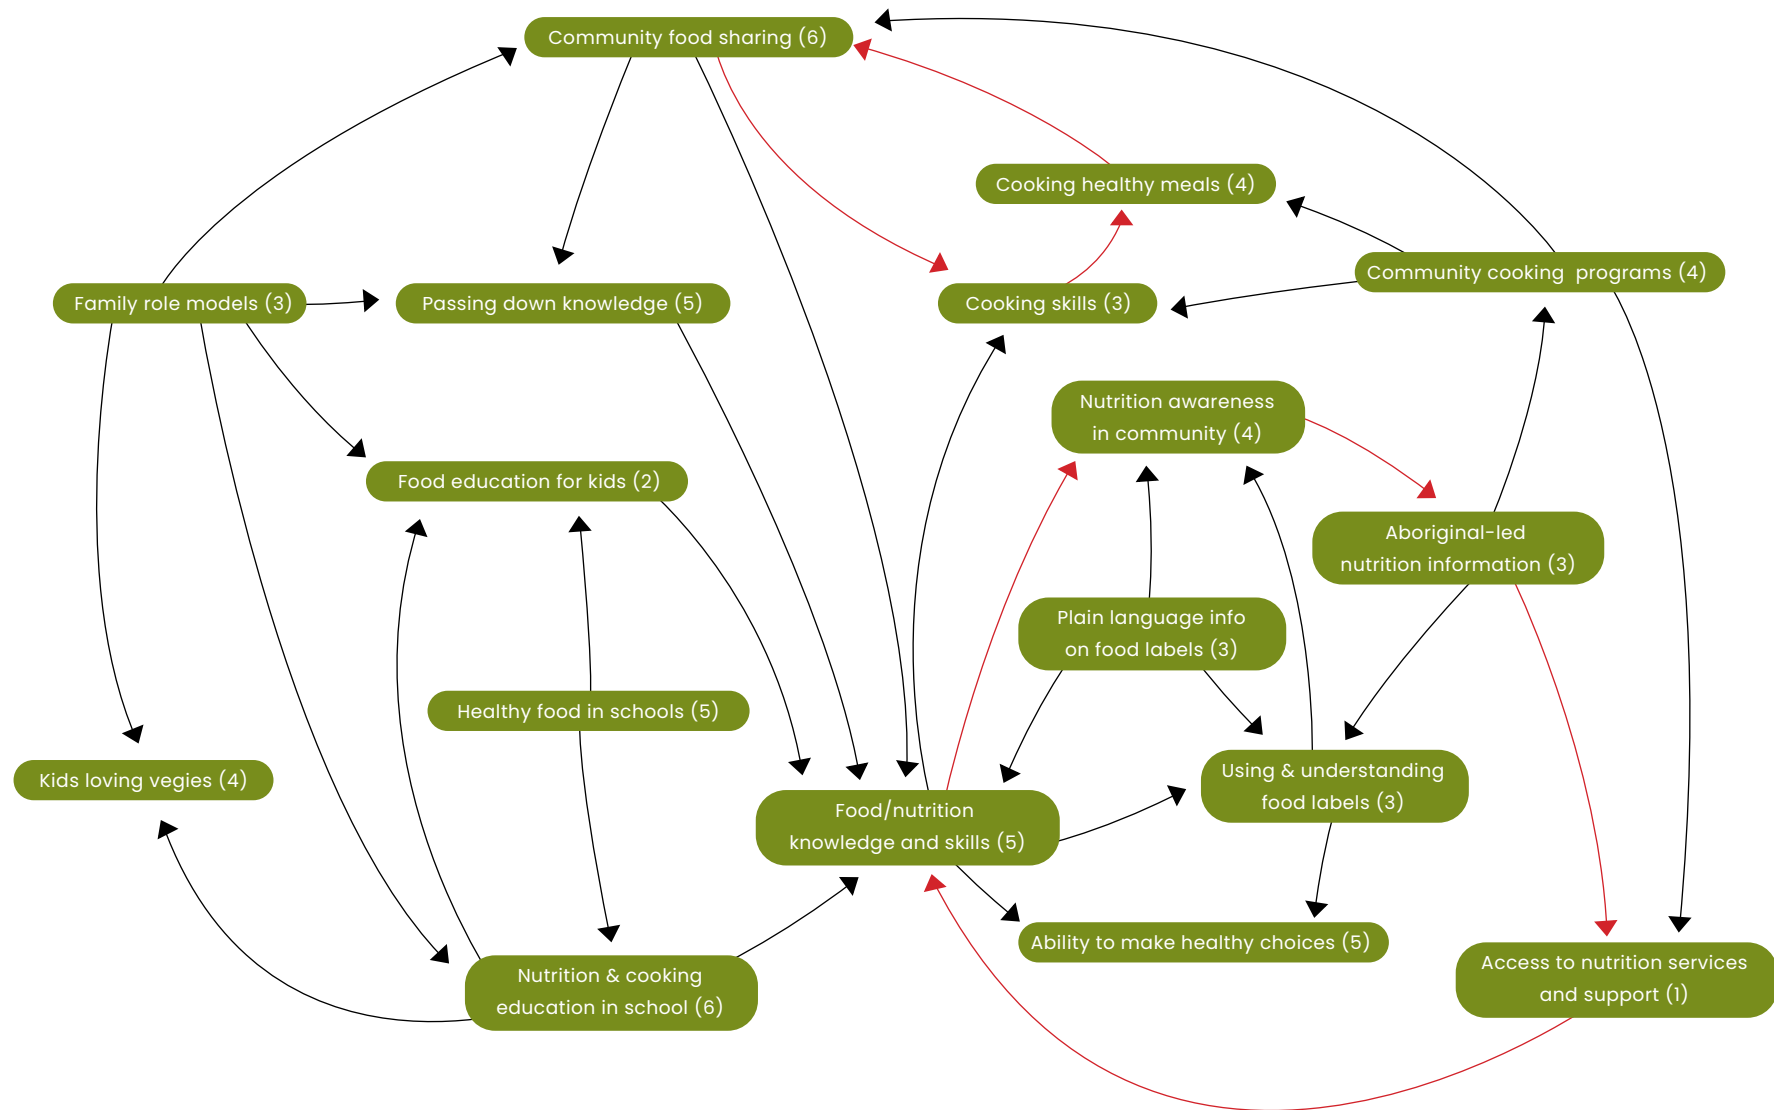 Community food sharing (6)
Cooking healthy meals (4)
Community cooking  programs (4)
Family role models (3)
Passing down knowledge (5)
Cooking skills (3)
Nutrition awareness
in community (4)
Food education for kids (2)
Aboriginal-led
nutrition information (3)
Plain language info
on food labels (3)
Healthy food in schools (5)
Kids loving vegies (4)
Using & understanding
food labels (3)
Food/nutrition
knowledge and skills (5)
Ability to make healthy choices (5)
Nutrition & cooking
education in school (6)
Access to nutrition services
and support (1)